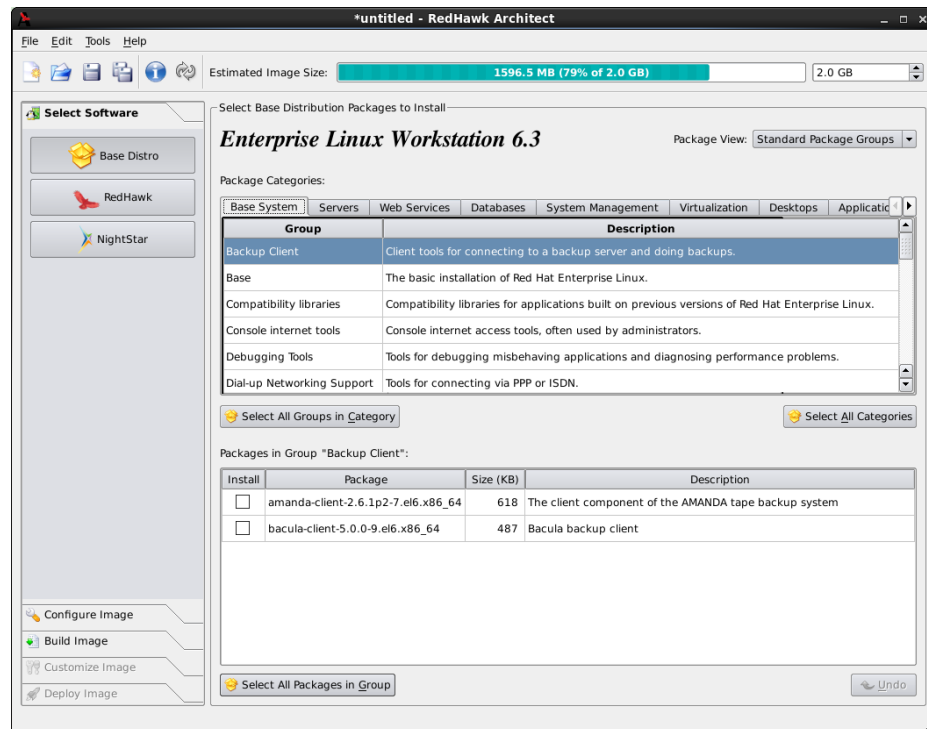 *untitled - RedHawk Architect
File Edit Tools Help
Estimated Image Size: 1596.5 MB (79% of 2.0 GB) 2.0 GB
Select Software
Base Distro
RedHawk
NightStar
Configure Image
Build Image
Customize Image
Deploy Image
Select Base Distribution Packages to Install
Enterprise Linux Workstation 6.3
Package View: Standard Package Groups
Package Categories:
Base System Servers Web Services Databases System Management Virtualization Desktops Applicatic
Group Description
Backup Client Client tools for connecting to a backup server and doing backups.
Base The basic installation of Red Hat Enterprise Linux.
Compatibility libraries Compatibility libraries for applications built on previous versions of Red Hat Enterprise Linux.
Console internet tools Console internet access tools, often used by administrators.
Debugging Tools Tools for debugging misbehaving applications and diagnosing performance problems.
Dial-up Networking Support Tools for connecting via PPP or ISDN.
Select All Groups in Category Select All Categories
Packages in Group "Backup Client":
Install Package Size (KB) Description
amanda-client-2.6.1p2-7.el6.x86_64 618 The client component of the AMANDA tape backup system
bacula-client-5.0.0-9.el6.x86_64 487 Bacula backup client
Select All Packages in Group Undo